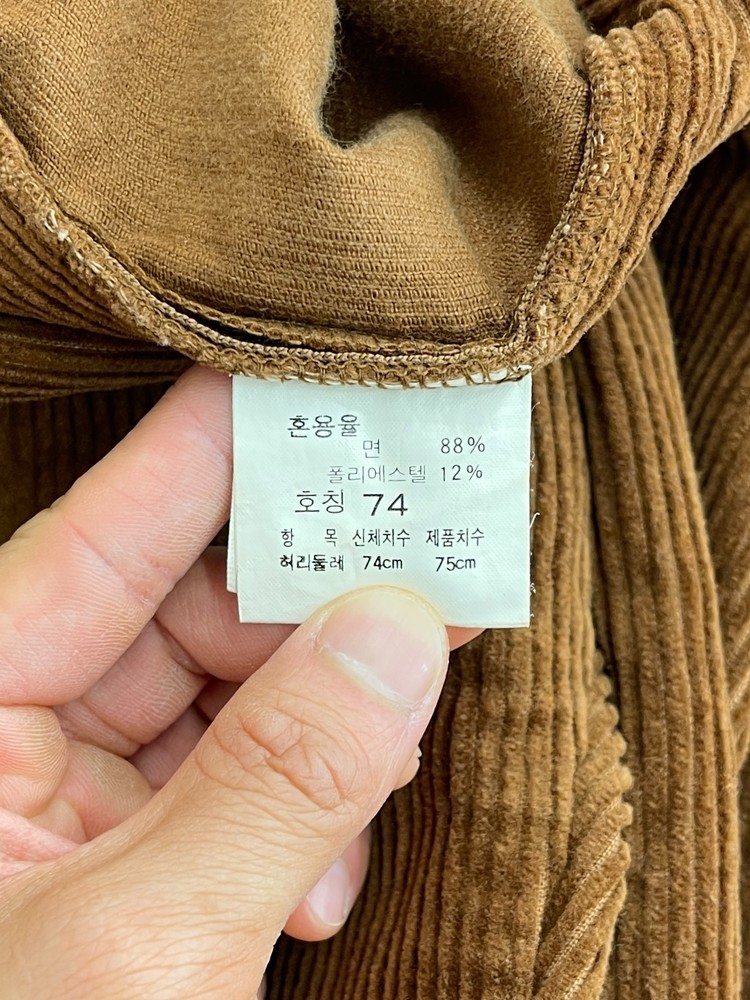 혼용율
면 88%
폴리에스텔 12%
호칭 74
항 목 신체치수 제품치수
허리둘레 74cm 75cm